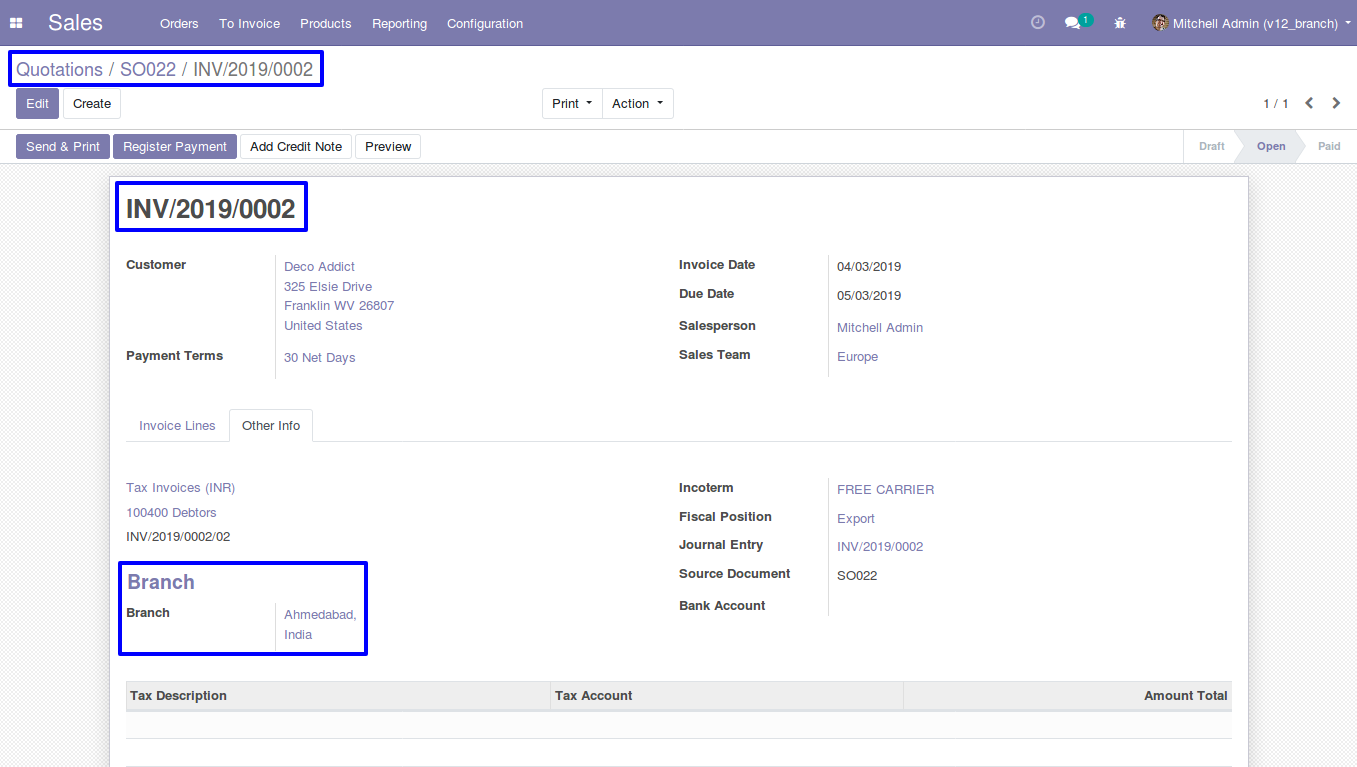 Sales Orders To Invoice Products Reporting Configuration 1 Mitchell Admin (v12_branch)
Quotations / SO022 / INV/2019/0002
Edit Create Print Action 1 / 1
Send & Print Register Payment Add Credit Note Preview Draft Open Paid
INV/2019/0002
Customer Deco Addict
325 Elsie Drive
Franklin WV 26807
United States
Payment Terms 30 Net Days
Invoice Date 04/03/2019
Due Date 05/03/2019
Salesperson Mitchell Admin
Sales Team Europe
Invoice Lines Other Info
Tax Invoices (INR)
100400 Debtors
INV/2019/0002/02
Branch
Branch Ahmedabad,
India
Incoterm FREE CARRIER
Fiscal Position Export
Journal Entry INV/2019/0002
Source Document SO022
Bank Account
Tax Description Tax Account Amount Total